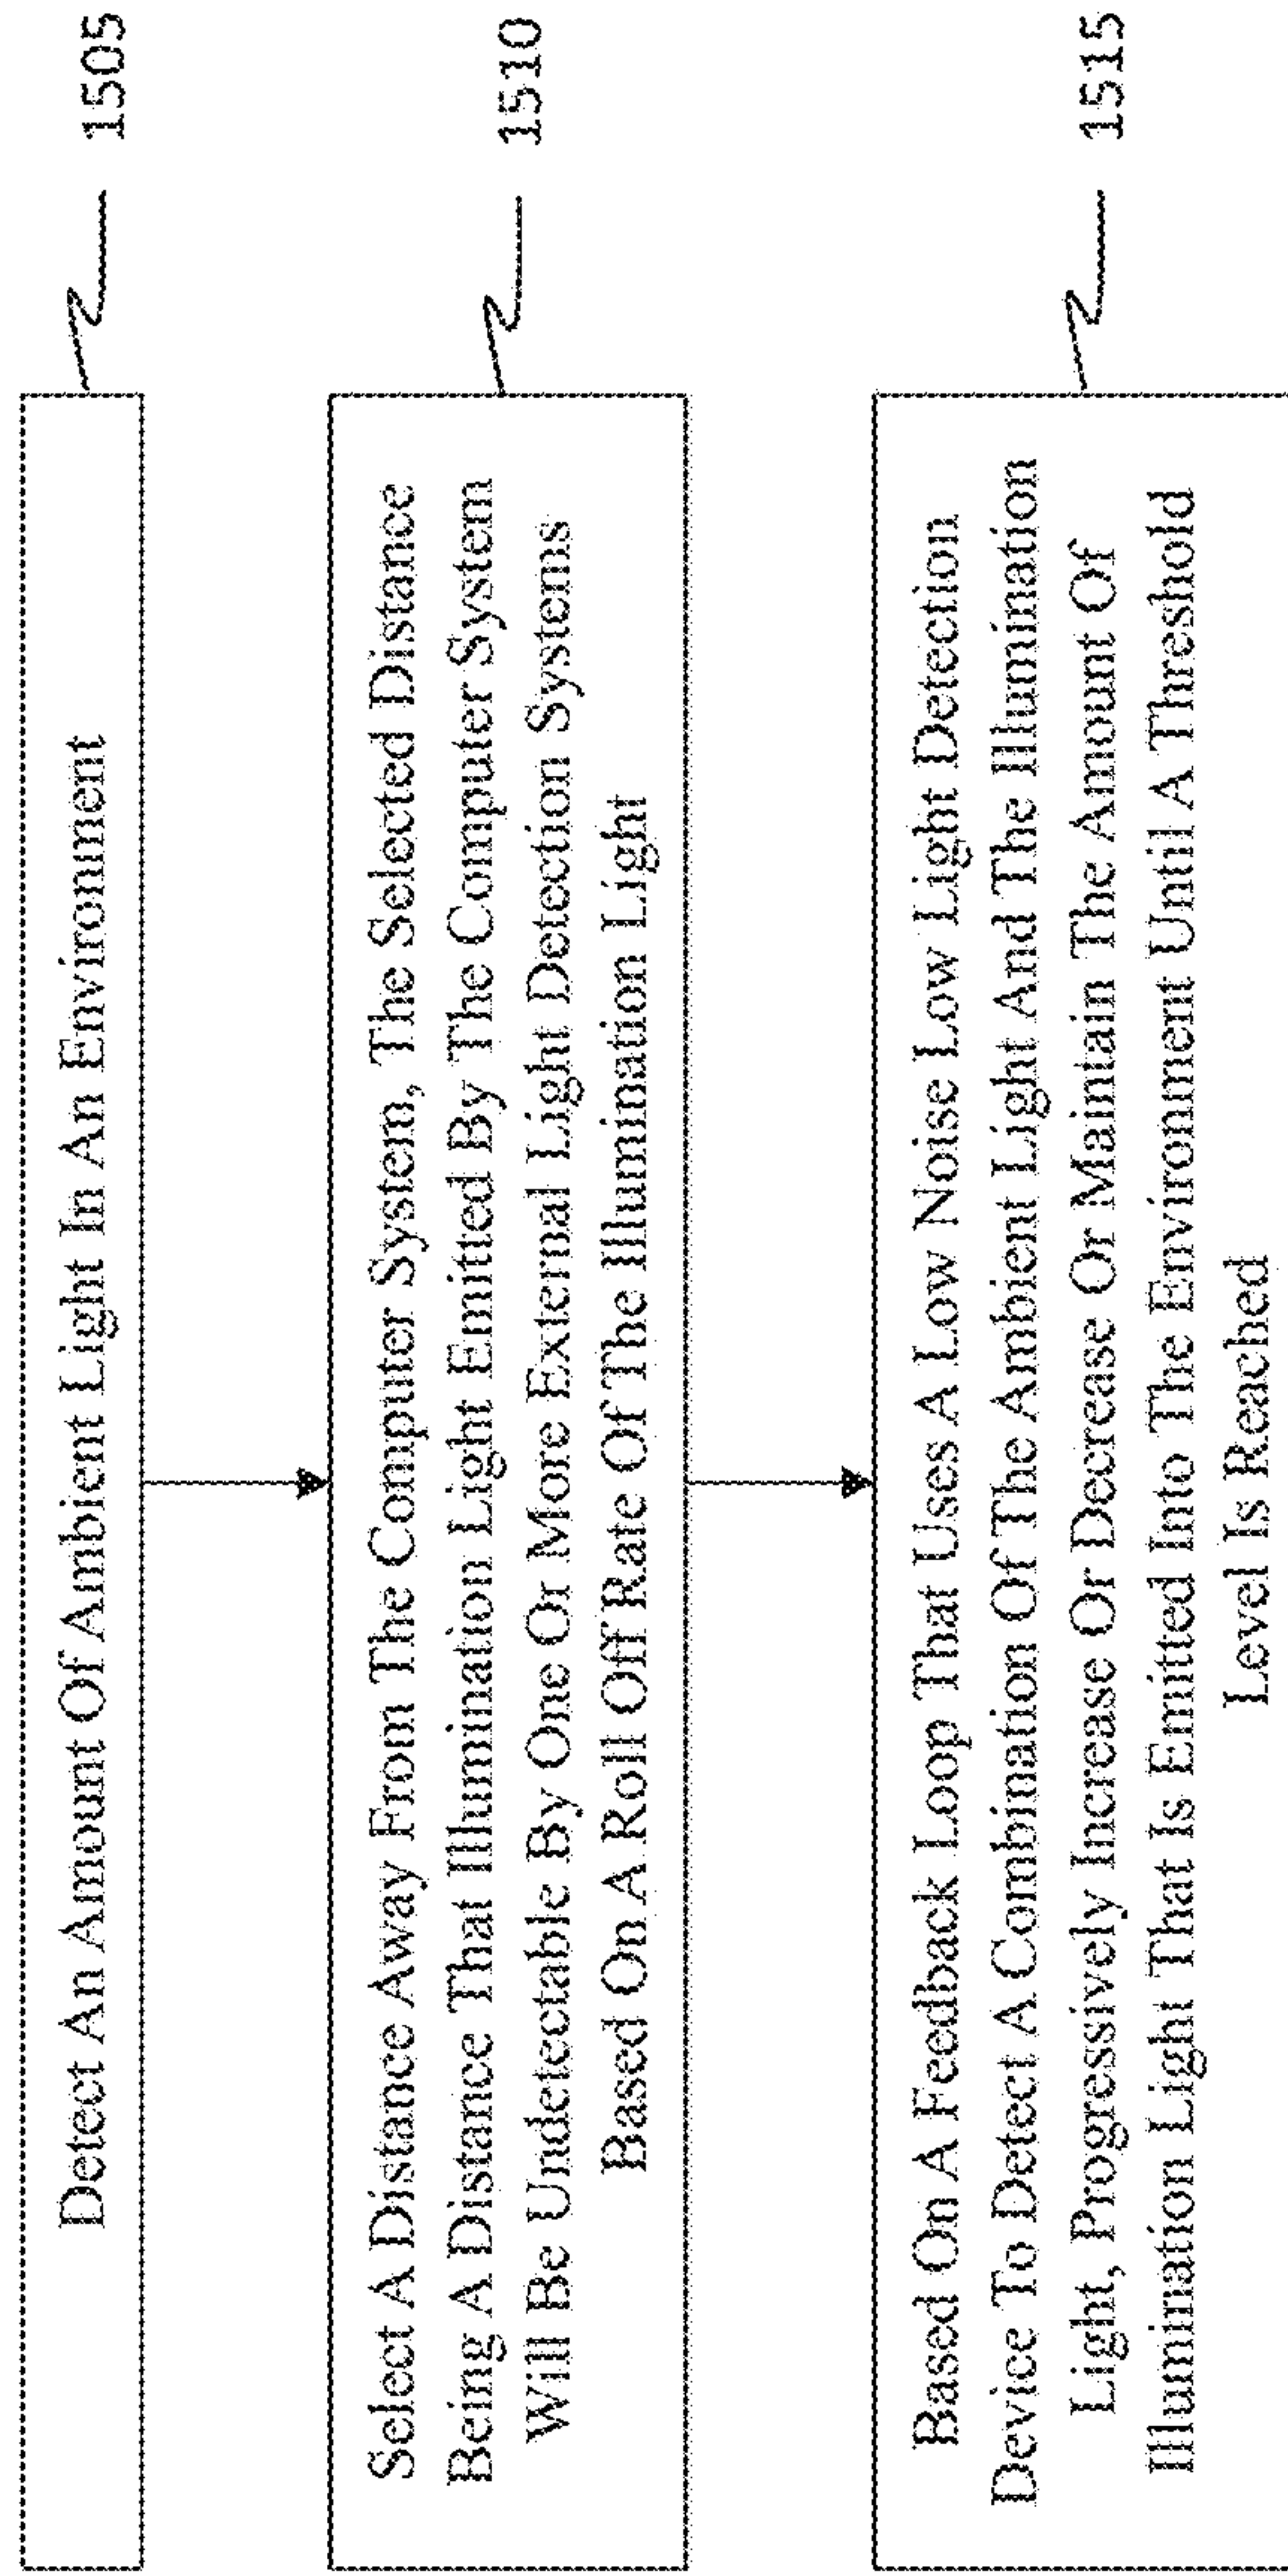 Detect An Amount Of Ambient Light In An Environment
1505
Select A Distance Away From The Computer System, The Selected Distance
Being A Distance That Illumination Light Emitted By The Computer System
Will Be Undetectable By One Or More External Light Detection Systems
Based On A Roll Off Rate Of The Illumination Light
1510
Based On A Feedback Loop That Uses A Low Noise Low Light Detection
Device To Detect A Combination Of The Ambient Light And The Illumination
Light, Progressively Increase Or Decrease Or Maintain The Amount Of
Illumination Light That Is Emitted Into The Environment Until A Threshold
Level Is Reached
1515